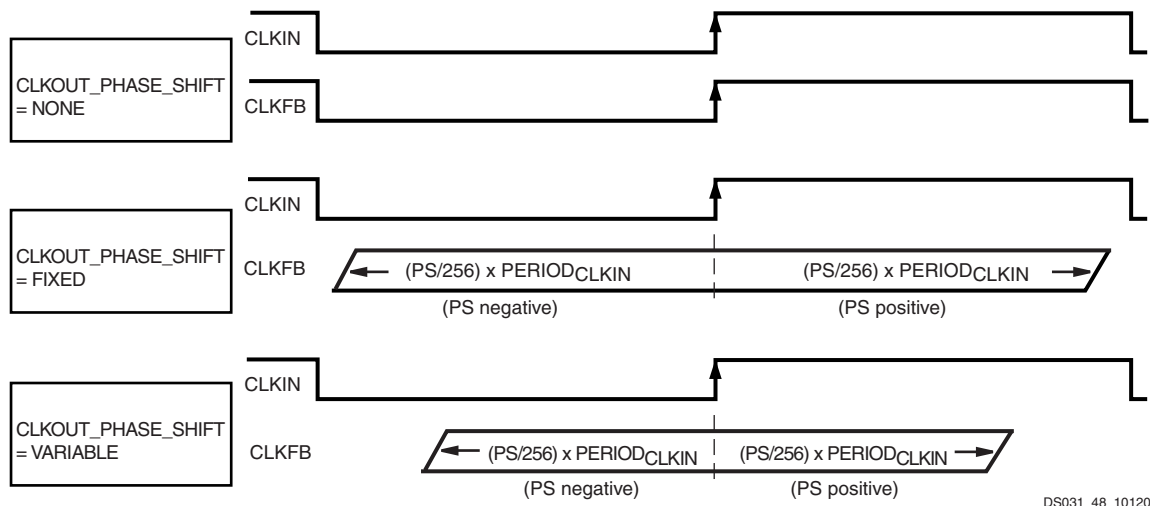 CLKIN
CLKOUT_PHASE_SHIFT
= NONE
CLKFB
CLKIN
CLKOUT_PHASE_SHIFT
= FIXED
CLKFB
(PS/256) x PERIODCLKIN
(PS/256) x PERIODCLKIN
(PS negative)
(PS positive)
CLKIN
CLKOUT_PHASE_SHIFT
= VARIABLE
CLKFB
(PS/256) x PERIODCLKIN
(PS/256) x PERIODCLKIN
(PS negative)
(PS positive)
DS031_48_10120